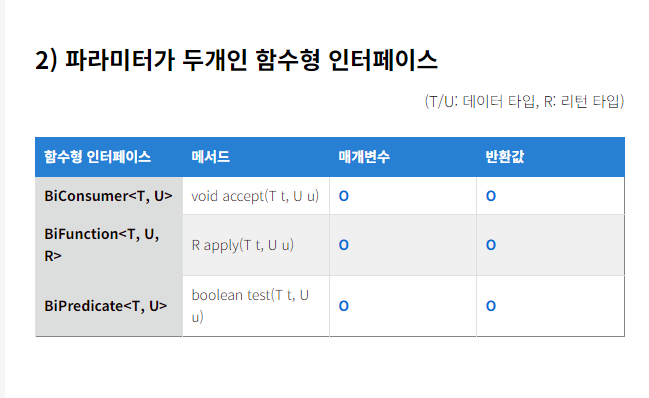 2) 파라미터가 두개인 함수형 인터페이스
(T/U: 데이터 타입, R: 리턴 타입)
함수형 인터페이스 메서드 매개변수 반환값
BiConsumer<T, U> void accept(T t, U u) O O
BiFunction<T, U,
R> R apply(T t, U u) O O
BiPredicate<T, U> boolean test(T t, U
u) O O